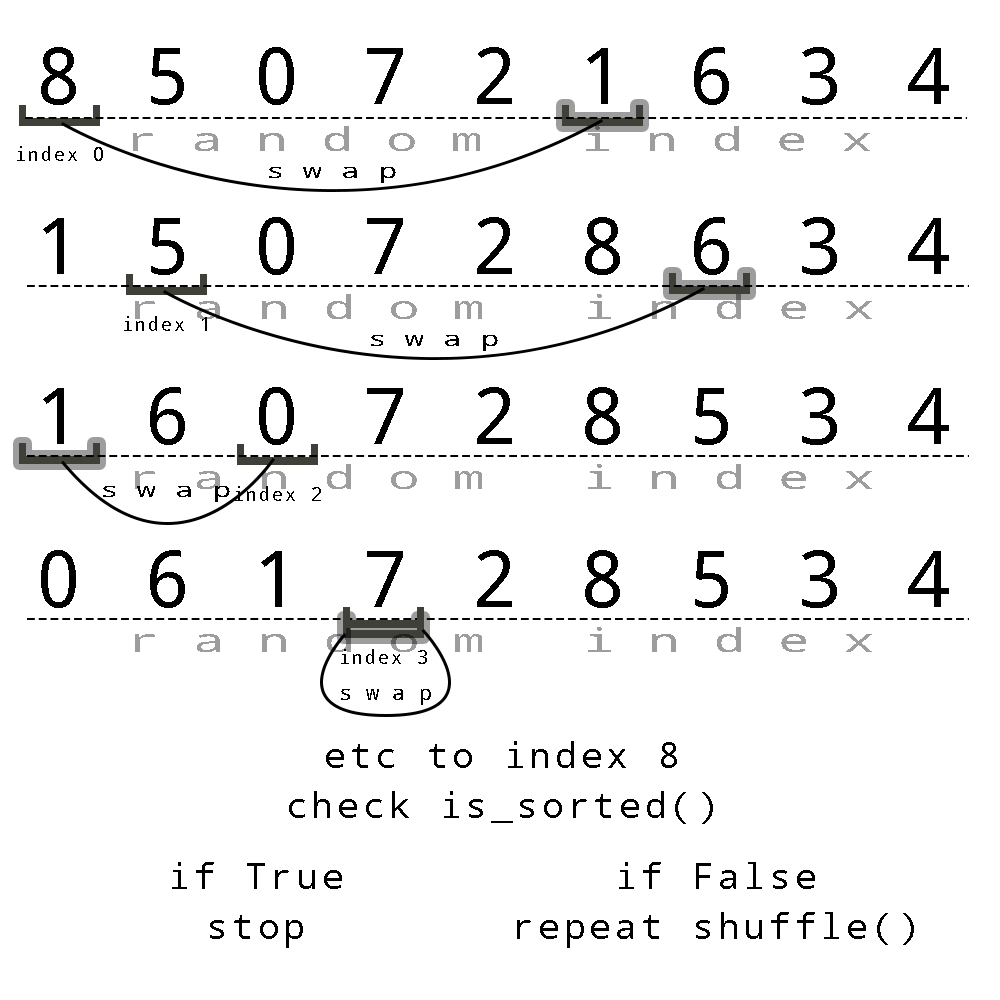 8 5 0 7 2 1 6 3 4
random index
index 0
swap
1 5 0 7 2 8 6 3 4
random index
index 1
swap
1 6 0 7 2 8 5 3 4
random index
swap index 2
0 6 1 7 2 8 5 3 4
random index
index 3
swap
etc to index 8
check is_sorted()
if True
stop
if False
repeat shuffle()